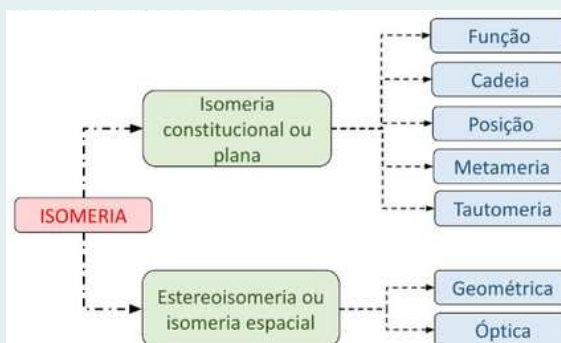 ISOMERIA
Isomeria
constitucional ou
plana
Função
Cadeia
Posição
Metameria
Tautomeria
Estereoisomeria ou
isomeria espacial
Geométrica
Óptica